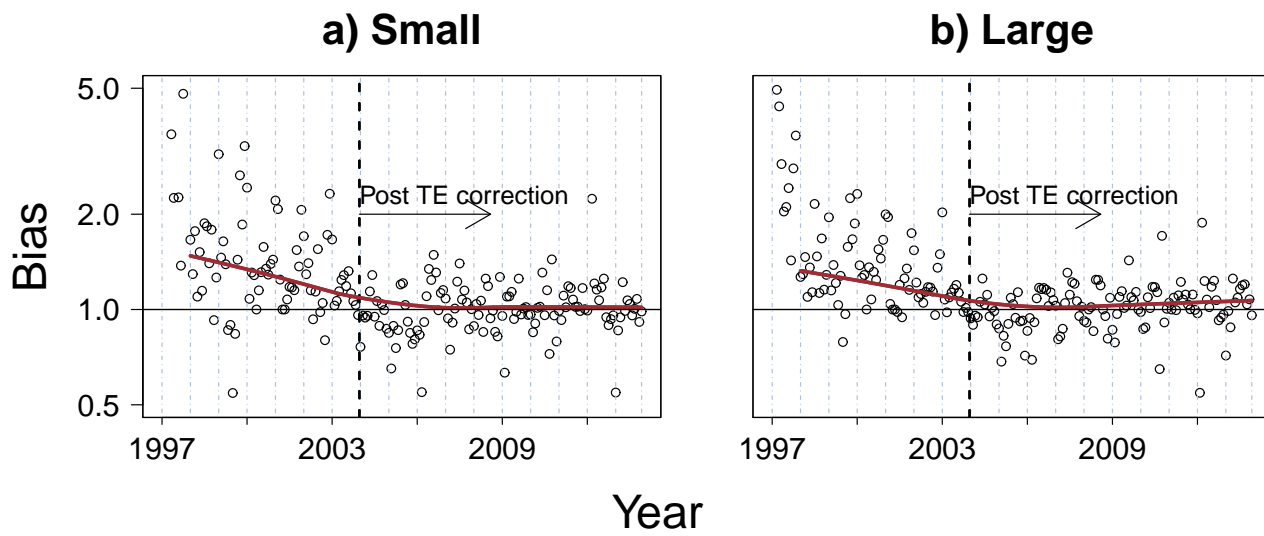 a) Small
b) Large
5.0
2.0
1.0
0.5
Bias
Post TE correction
Post TE correction
1997
2003
2009
1997
2003
2009
Year